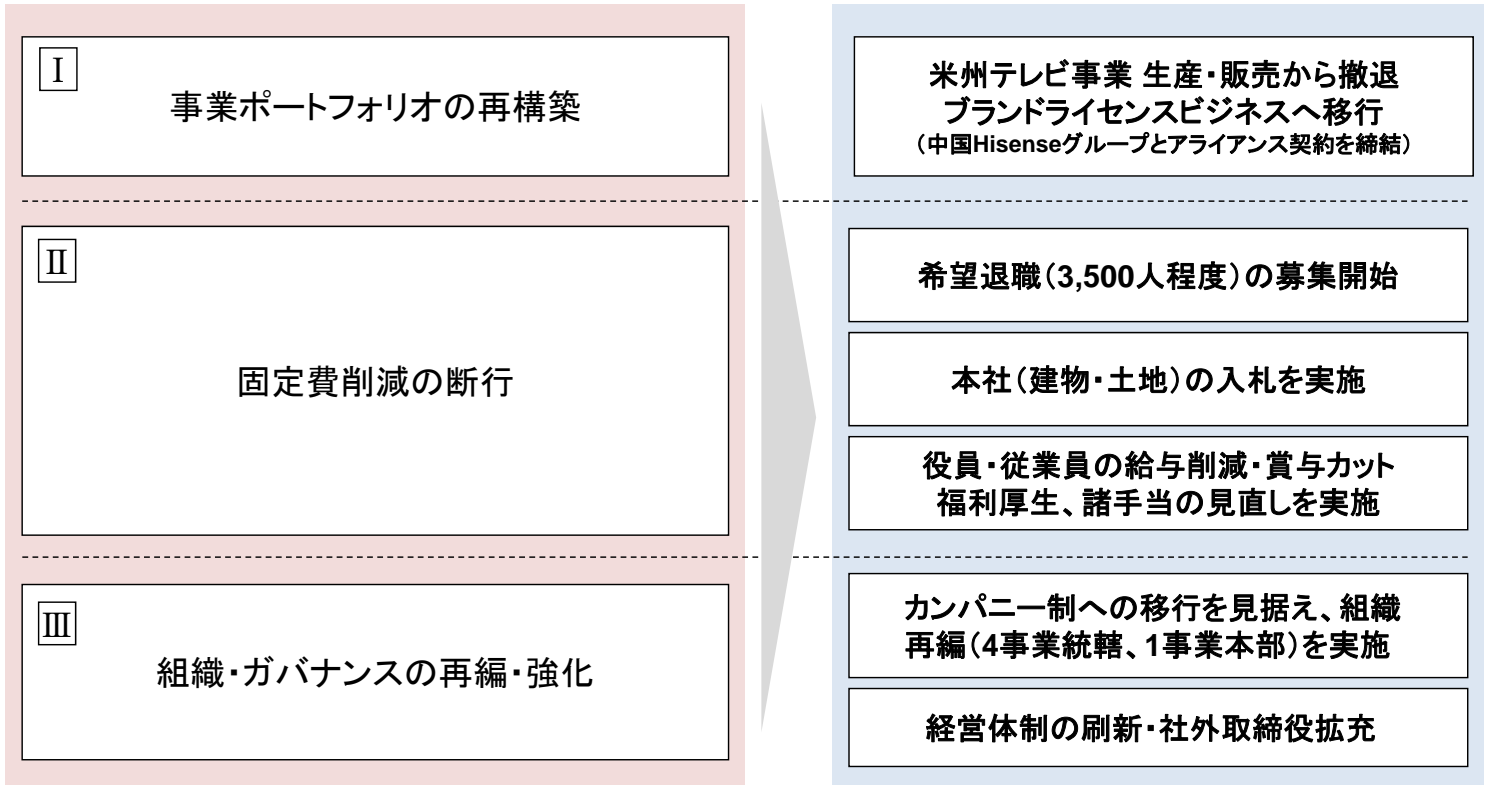 Ⅰ
事業ポートフォリオの再構築
米州テレビ事業 生産・販売から撤退
ブランドライセンスビジネスへ移行
（中国Hisenseグループとアライアンス契約を締結）
Ⅱ
固定費削減の断行
希望退職（3,500人程度）の募集開始
本社（建物・土地）の入札を実施
役員・従業員の給与削減・賞与カット
福利厚生、諸手当の見直しを実施
Ⅲ
組織・ガバナンスの再編・強化
カンパニー制への移行を見据え、組織
再編（4事業統轄、1事業本部）を実施
経営体制の刷新・社外取締役拡充